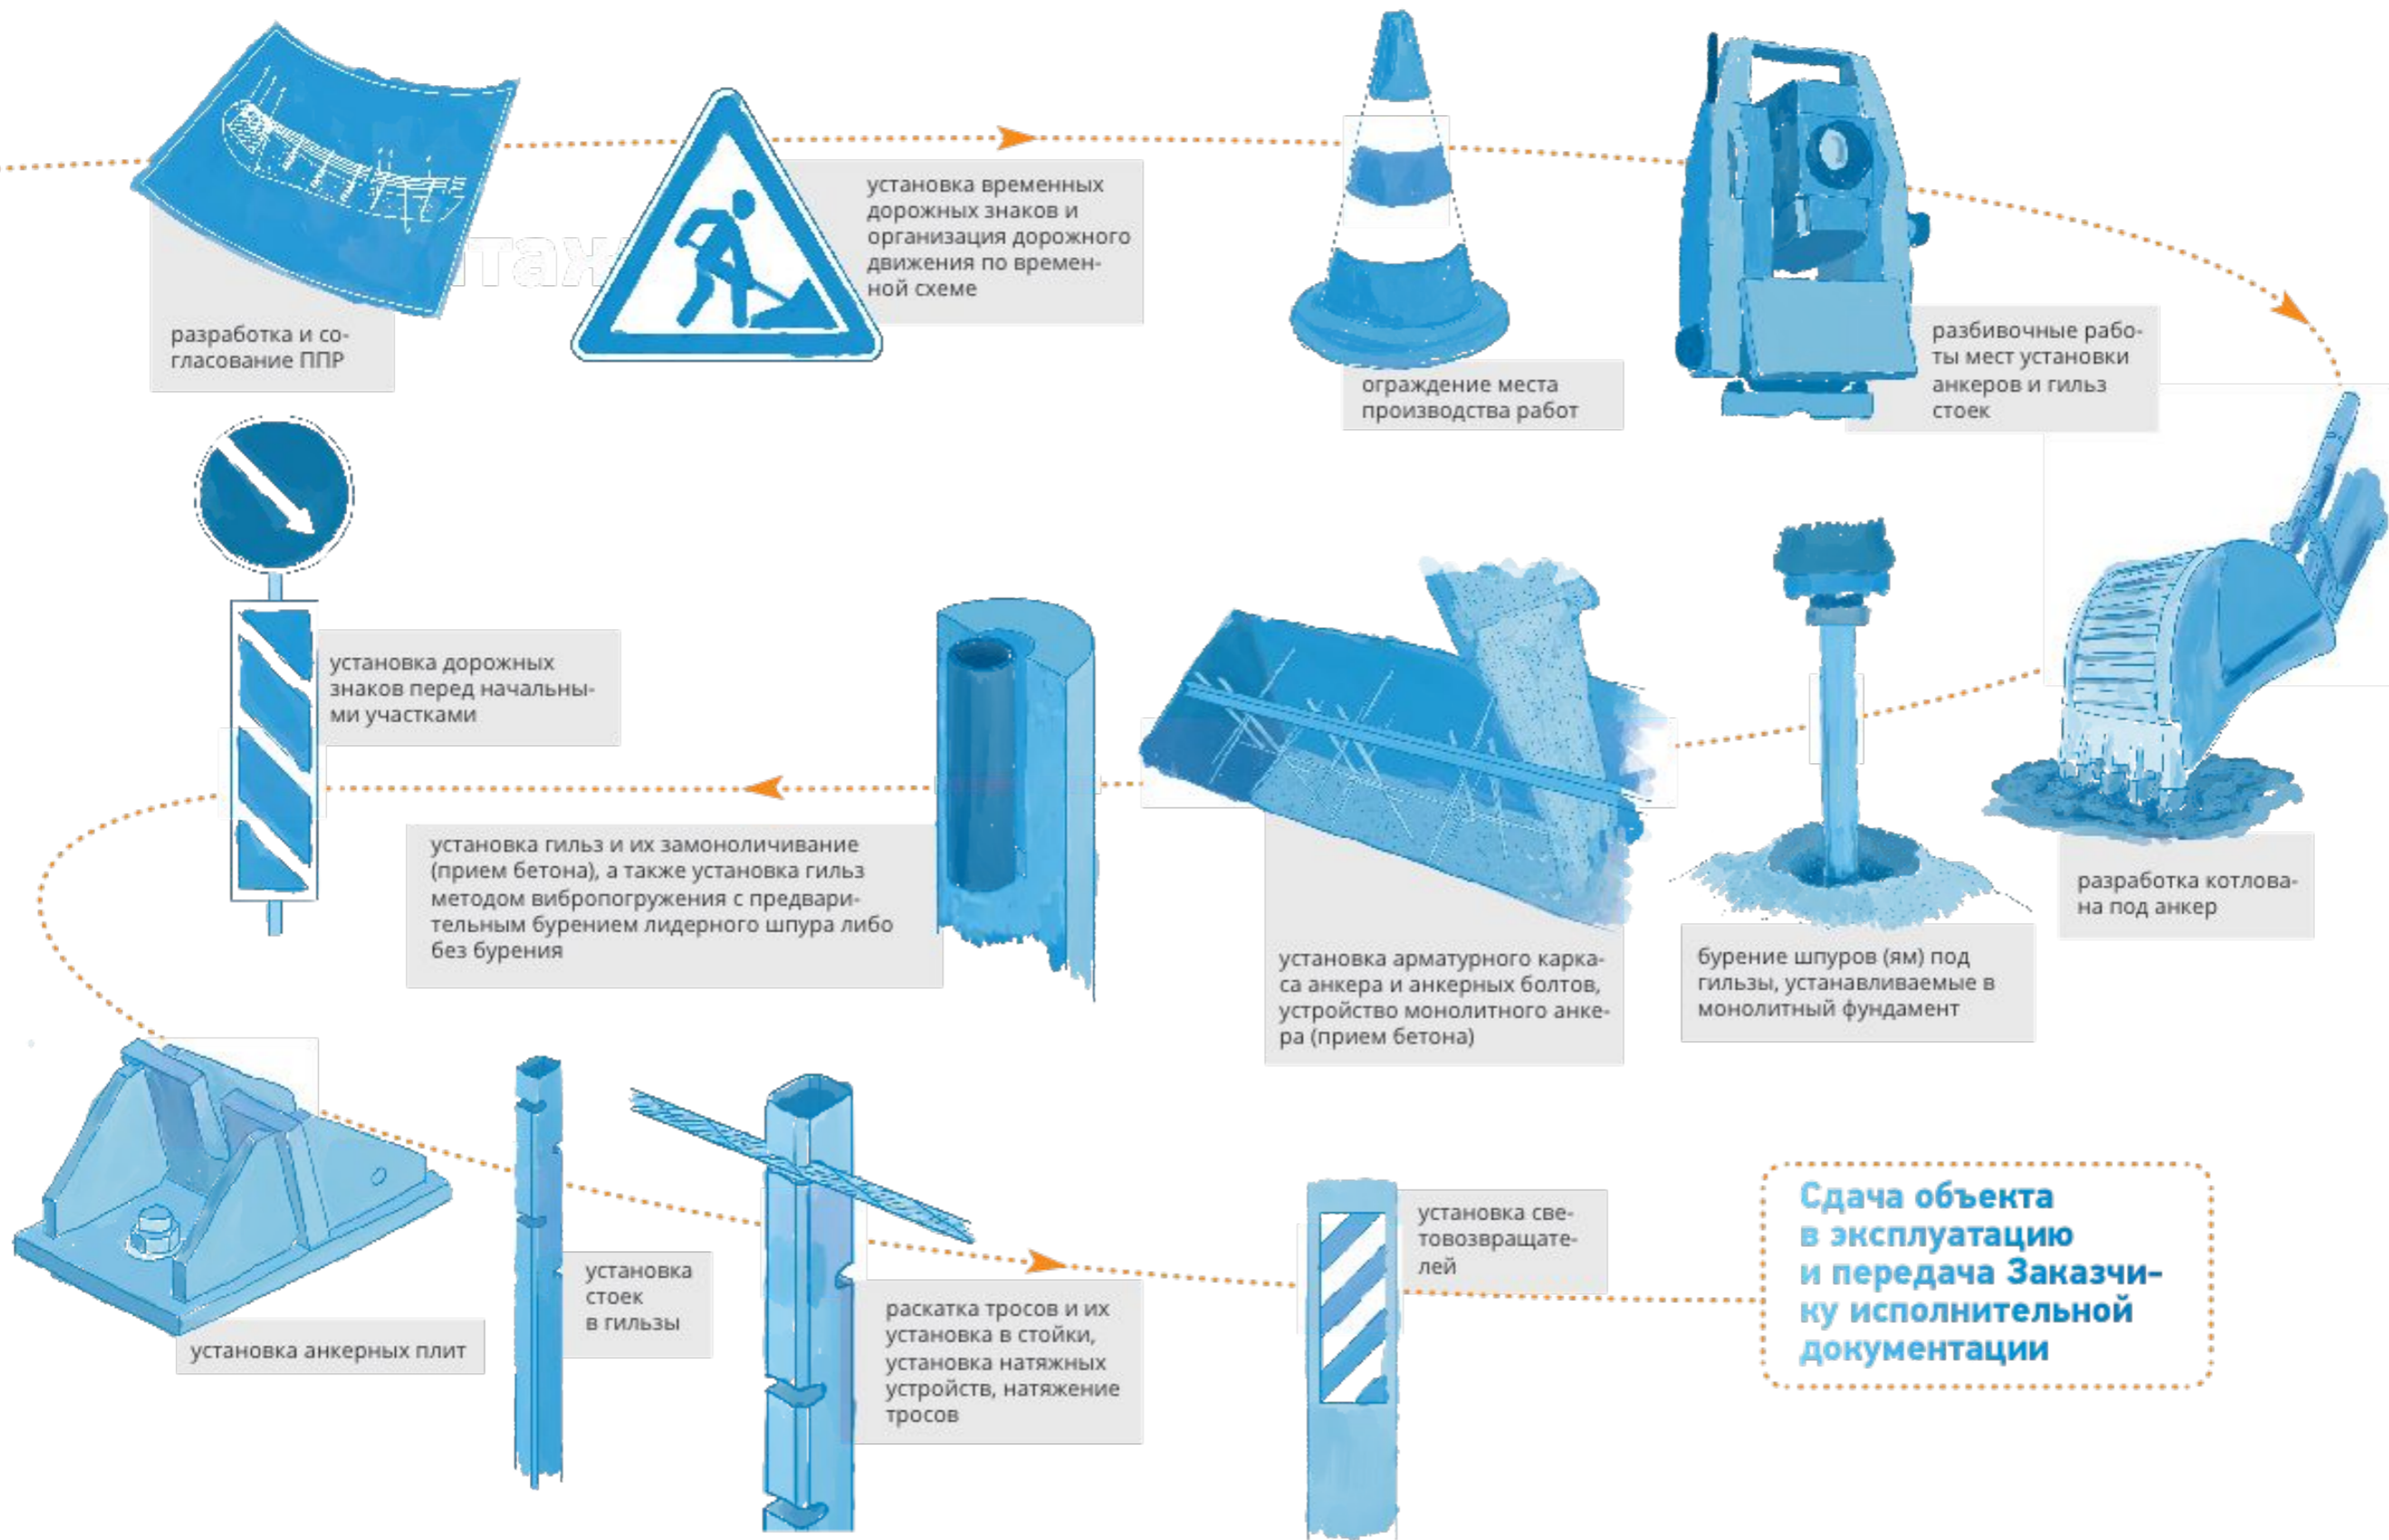 разработка и со-
гласование ППР
установка временных
дорожных знаков и
организация дорожного
движения по времен-
ной схеме
ограждение места
производства работ
разбивочные рабо-
ты мест установки
анкеров и гильз
стоек
разработка котлова-
на под анкер
бурение шпуров (ям) под
гильзы, устанавливаемые в
монолитный фундамент
установка арматурного карка-
са анкера и анкерных болтов,
устройство монолитного анке-
ра (прием бетона)
установка гильз и их замоноличивание
(прием бетона), а также установка гильз
методом вибропогружения с предвари-
тельным бурением лидерного шпура либо
без бурения
установка дорожных
знаков перед начальны-
ми участками
установка анкерных плит
установка
стоек
в гильзы
раскатка тросов и их
установка в стойки,
установка натяжных
устройств, натяжение
тросов
установка све-
товозвращате-
лей
Сдача объекта
в эксплуатацию
и передача Заказчи-
ку исполнительной
документации